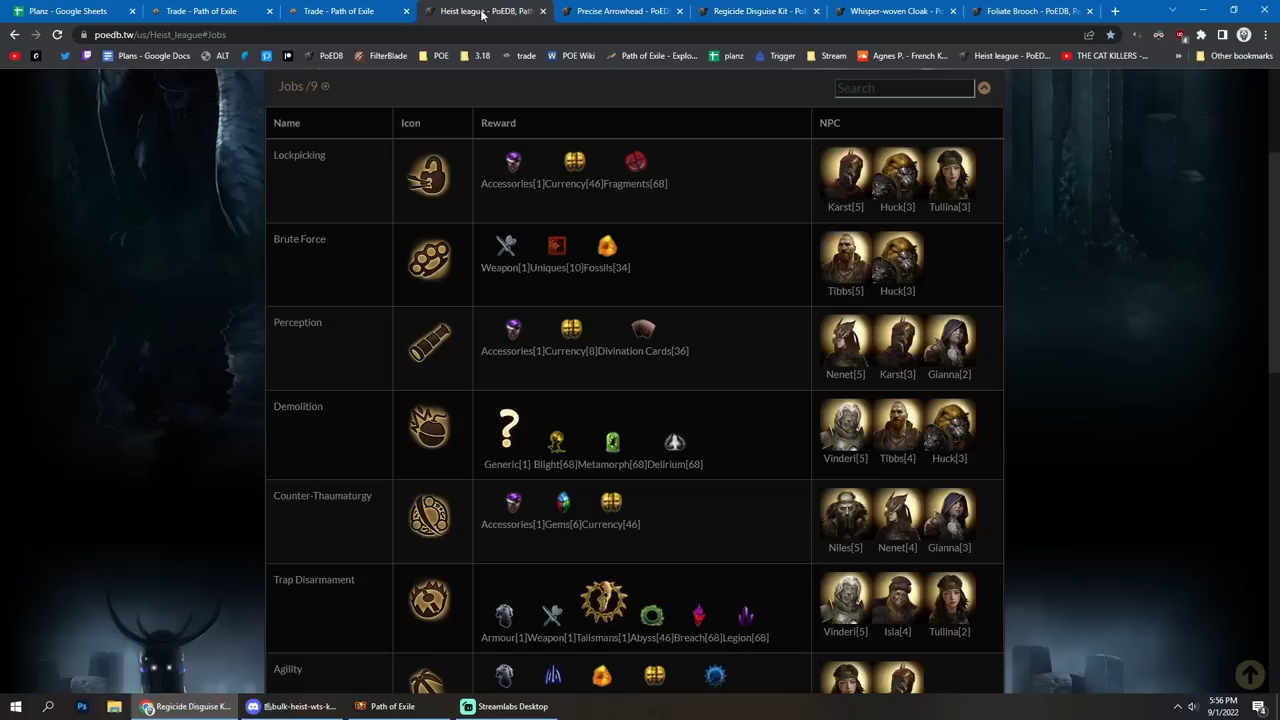 Planz - Google Sheets
Trade - Path of Exile
Trade - Path of Exile
Heist league - PoEDB, Path
Precise Arrowhead - PoED
Regicide Disguise Kit - PoE
Whisper-woven Cloak - Po
Foliate Brooch - PoEDB, Pa
poedb.tw/us/Heist_league#Jobs
Plans - Google Docs
ALT
PoEDB
FilterBlade
POE
3.18
trade
POE Wiki
Path of Exile - Explo...
planz
Trigger
Search
Agnes P. - French K...
Heist league - PoED...
THE CAT KILLERS -...
»
Other bookmarks
Jobs /9
Search
Name Icon Reward NPC
Lockpicking
Accessories[1]Currency[46]Fragments[68]
Karst[5] Huck[3] Tullina[3]
Brute Force
Weapon[1]Uniques[10]Fossils[34]
Tibbs[5] Huck[3]
Perception
Accessories[1]Currency[8]Divination Cards[36]
Nenet[5] Karst[3] Gianna[2]
Demolition
?
Generic[1] Blight[68]Metamorph[68]Delirium[68]
Vinderi[5] Tibbs[4] Huck[3]
Counter-Thaumaturgy
Accessories[1]Gems[6]Currency[46]
Niles[5] Nenet[4] Gianna[3]
Trap Disarmament
Armour[1]Weapon[1]Talismans[1]Abyss[46]Breach[68]Legion[68]
Vinderi[5] Isla[4] Tullina[2]
Agility
Regicide Disguise K...
Path of Exile
Streamlabs Desktop
5:56 PM
9/1/2022